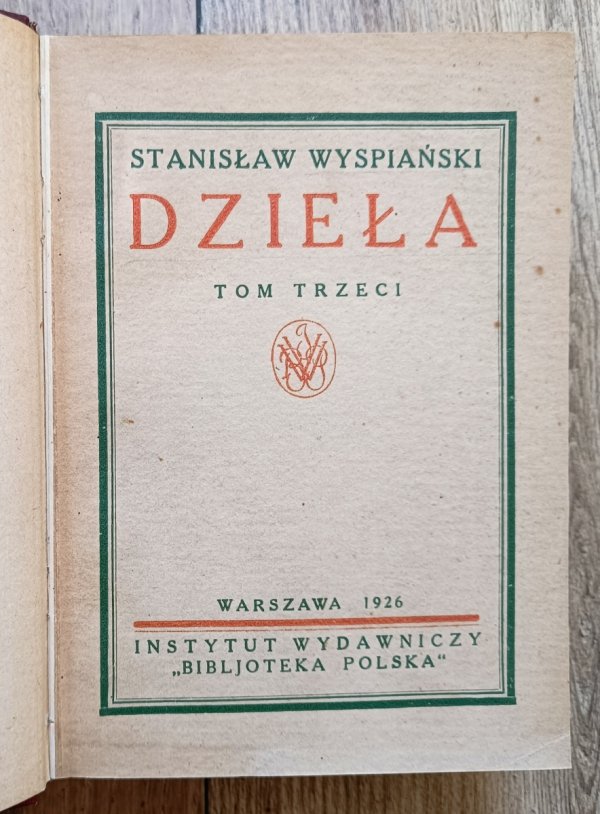 STANISŁAW WYSPIAŃSKI
DZIEŁA
TOM TRZECI
WARSZAWA 1926
INSTYTUT WYDAWNICZY
„BIBLJOTEKA POLSKA“